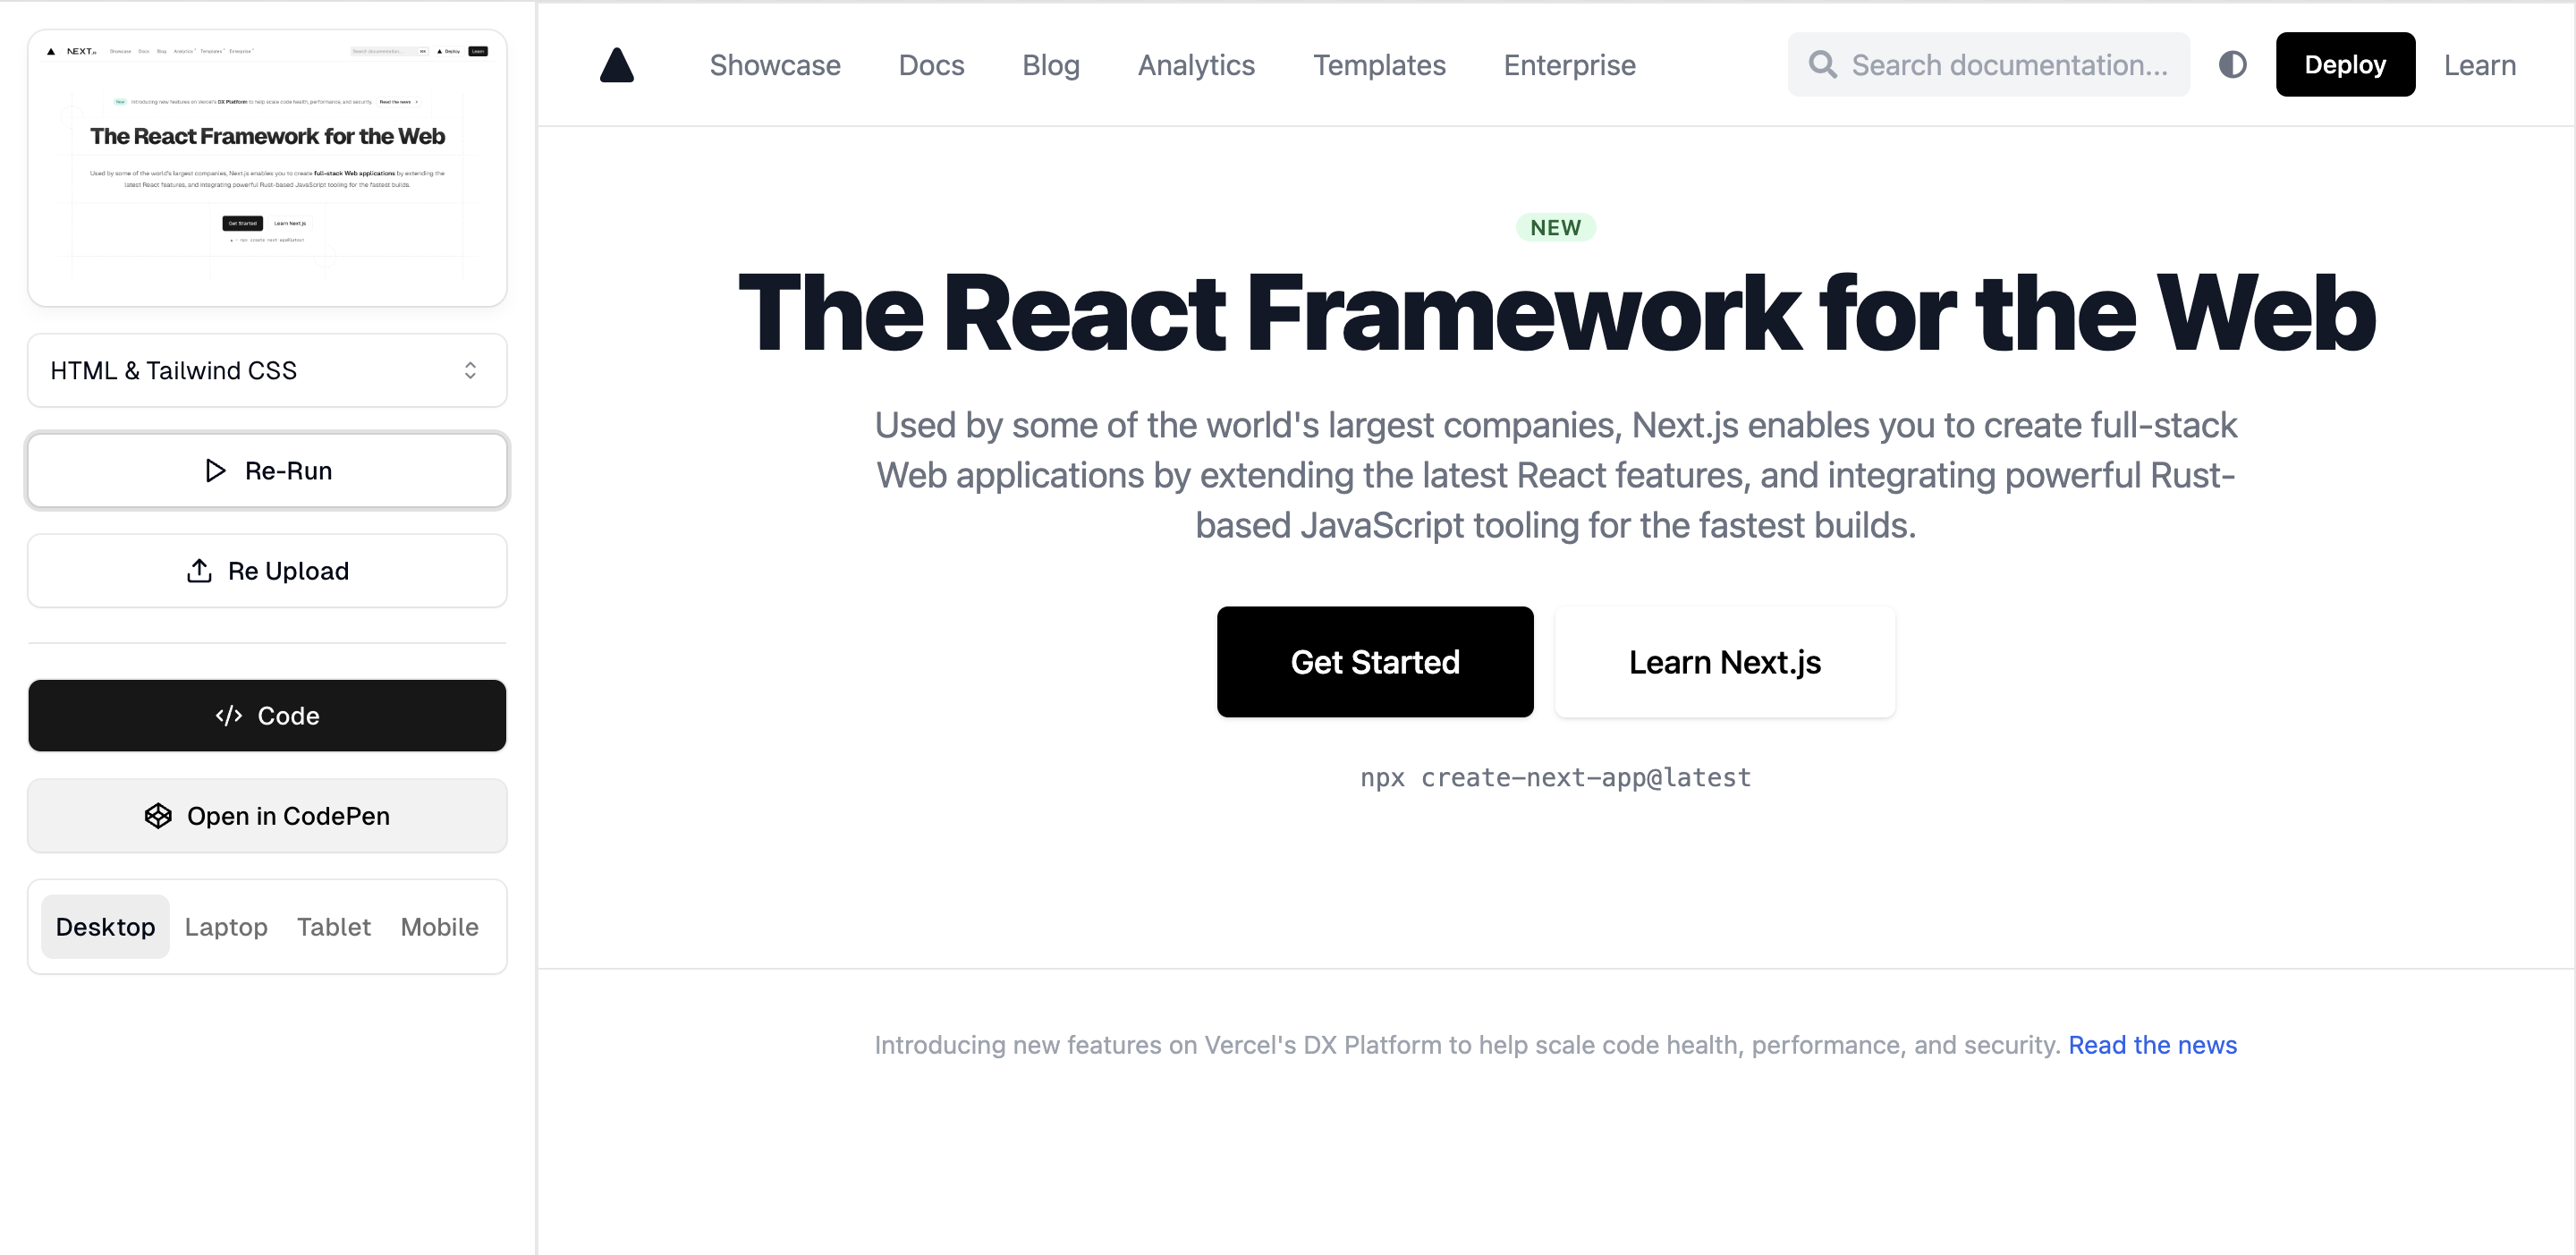 NEXT.js Showcase Docs Blog Analytics Templates Enterprise Search documentation... Deploy Learn
New Introducing new features on Vercel's DX Platform to help scale code health, performance, and security. Read the news
The React Framework for the Web
Used by some of the world's largest companies, Next.js enables you to create full-stack Web applications by extending the
latest React features, and integrating powerful Rust-based JavaScript tooling for the fastest builds.
Get Started Learn Next.js
npx create-next-app@latest
HTML & Tailwind CSS
Re-Run
Re Upload
</> Code
Open in CodePen
Desktop Laptop Tablet Mobile
Showcase Docs Blog Analytics Templates Enterprise Search documentation... Deploy Learn
NEW
The React Framework for the Web
Used by some of the world's largest companies, Next.js enables you to create full-stack
Web applications by extending the latest React features, and integrating powerful Rust-
based JavaScript tooling for the fastest builds.
Get Started Learn Next.js
npx create-next-app@latest
Introducing new features on Vercel's DX Platform to help scale code health, performance, and security. Read the news